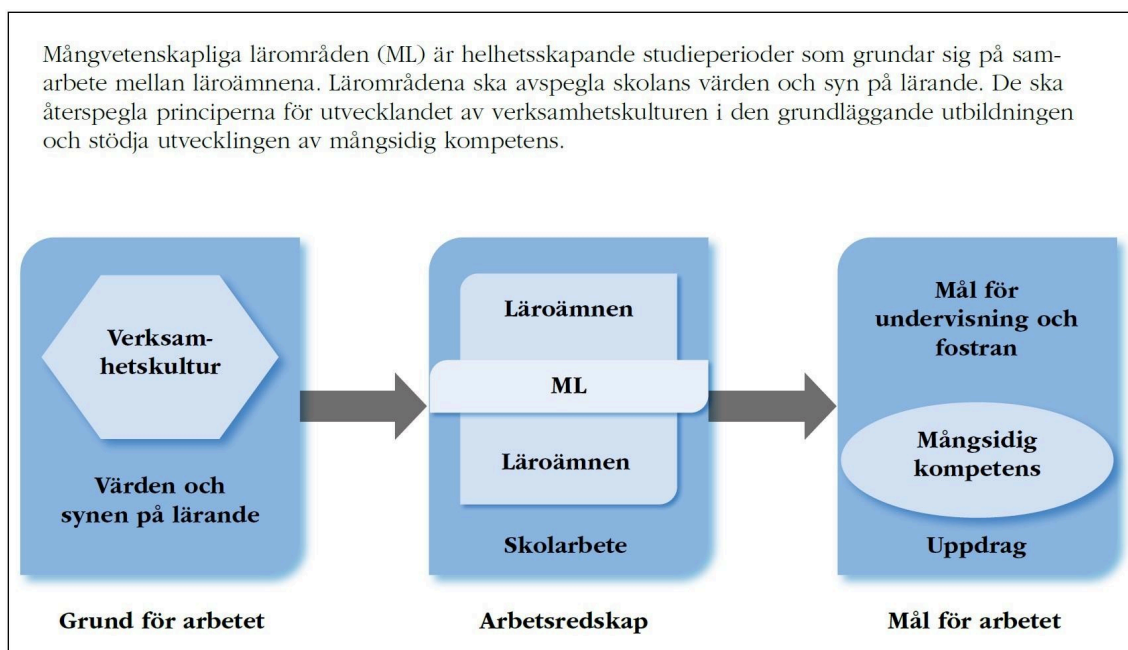 Mångvetenskapliga lärområden (ML) är helhetsskapande studieperioder som grundar sig på sam-
arbete mellan läroämnena. Lärområdena ska avspegla skolans värden och syn på lärande. De ska
återspegla principerna för utvecklandet av verksamhetskulturen i den grundläggande utbildningen
och stödja utvecklingen av mångsidig kompetens.
Verksam-
hetskultur
Värden och
synen på lärande
Grund för arbetet
Läroämnen
ML
Läroämnen
Skolarbete
Arbetsredskap
Mål för
undervisning och
fostran
Mångsidig
kompetens
Uppdrag
Mål för arbetet